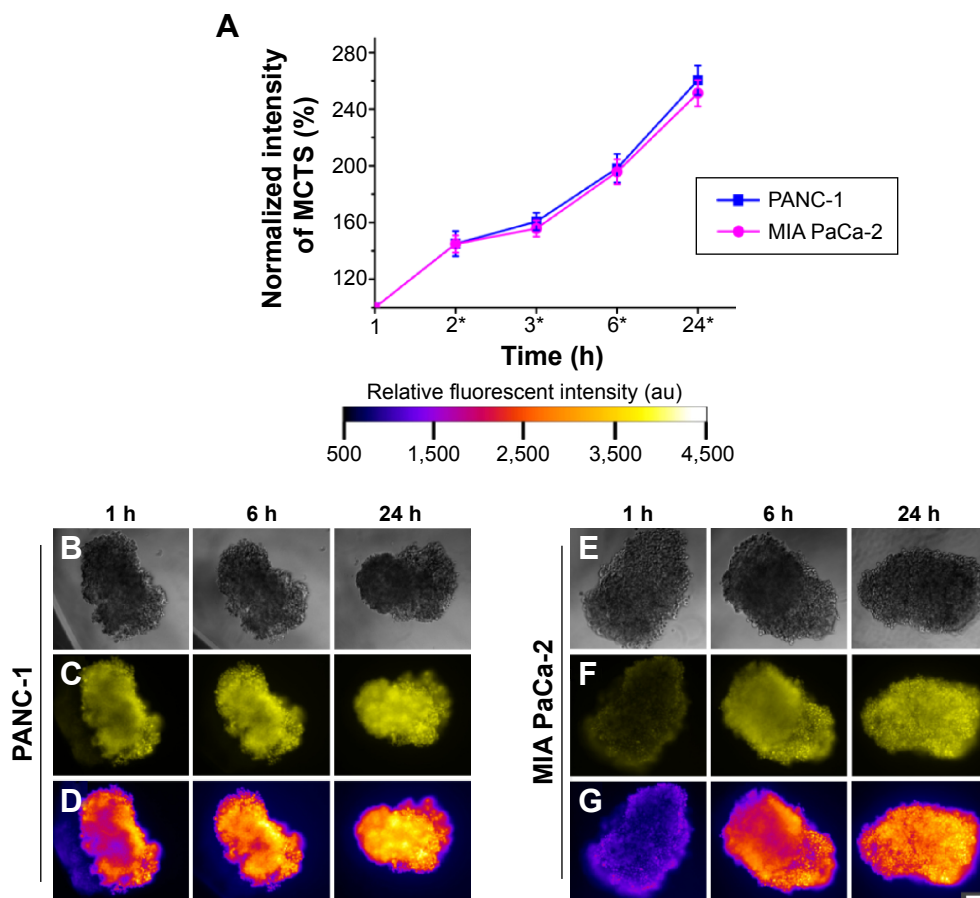 A
Normalized intensity
of MCTS (%)
280
240
200
160
120
1 2* 3* 6* 24*
Time (h)
PANC-1
MIA PaCa-2
Relative fluorescent intensity (au)
500 1,500 2,500 3,500 4,500
1 h 6 h 24 h
PANC-1
B
C
D
1 h 6 h 24 h
MIA PaCa-2
E
F
G